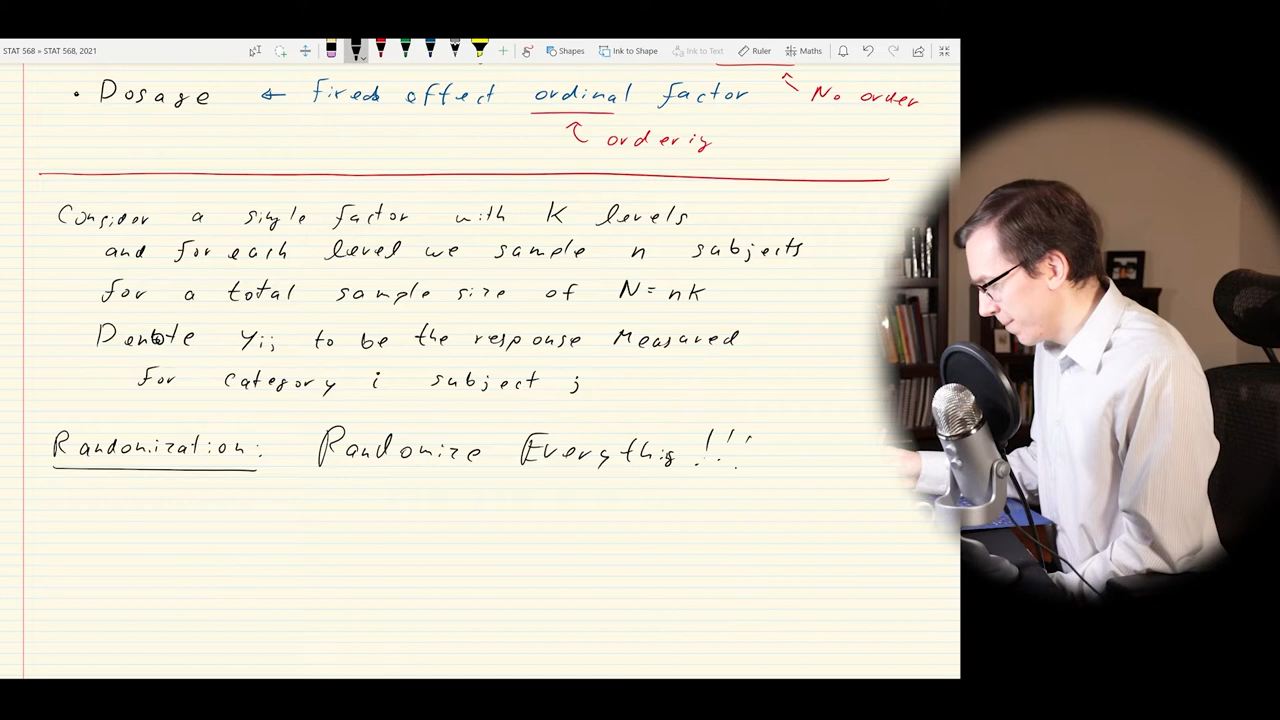 STAT 568 » STAT 568, 2021
Shapes Ink to Shape Ink to Text Ruler Maths
• Dosage ← fixed effect ordinal factor
No order
ordering
Consider a single factor with K levels
and for each level we sample n subjects
for a total sample size of N = nK
Denote yij to be the response measured
for category i subject j
Randomization: Randomize Everything!!!